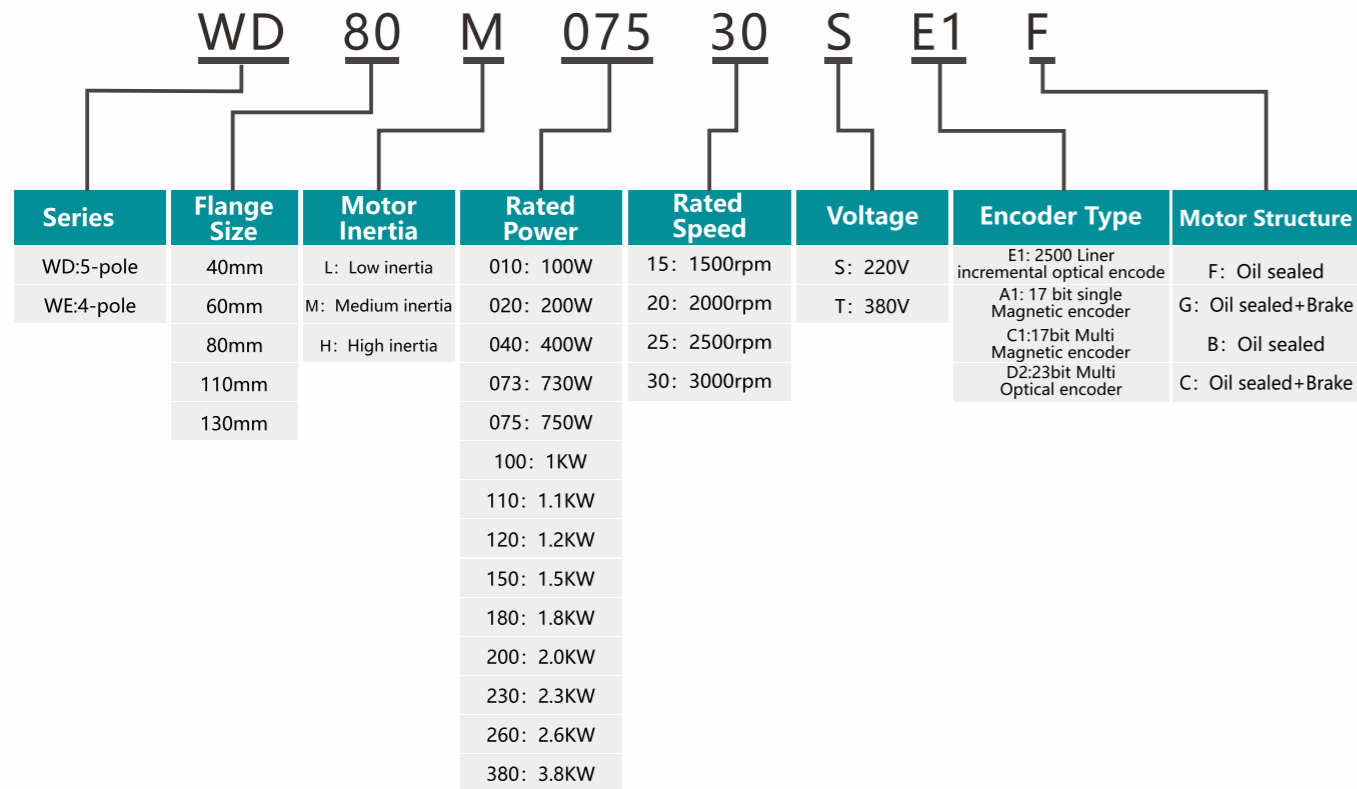 WD 80 M 075 30 S E1 F
Series
Flange
Size
Motor
Inertia
Rated
Power
Rated
Speed
Voltage
Encoder Type
Motor Structure
WD:5-pole
WE:4-pole
40mm
60mm
80mm
110mm
130mm
L: Low inertia
M: Medium inertia
H: High inertia
010: 100W
020: 200W
040: 400W
073: 730W
075: 750W
100: 1KW
110: 1.1KW
120: 1.2KW
150: 1.5KW
180: 1.8KW
200: 2.0KW
230: 2.3KW
260: 2.6KW
380: 3.8KW
15: 1500rpm
20: 2000rpm
25: 2500rpm
30: 3000rpm
S: 220V
T: 380V
E1: 2500 Liner
incremental optical encode
A1: 17 bit single
Magnetic encoder
C1:17bit Multi
Magnetic encoder
D2:23bit Multi
Optical encoder
F: Oil sealed
G: Oil sealed+Brake
B: Oil sealed
C: Oil sealed+Brake